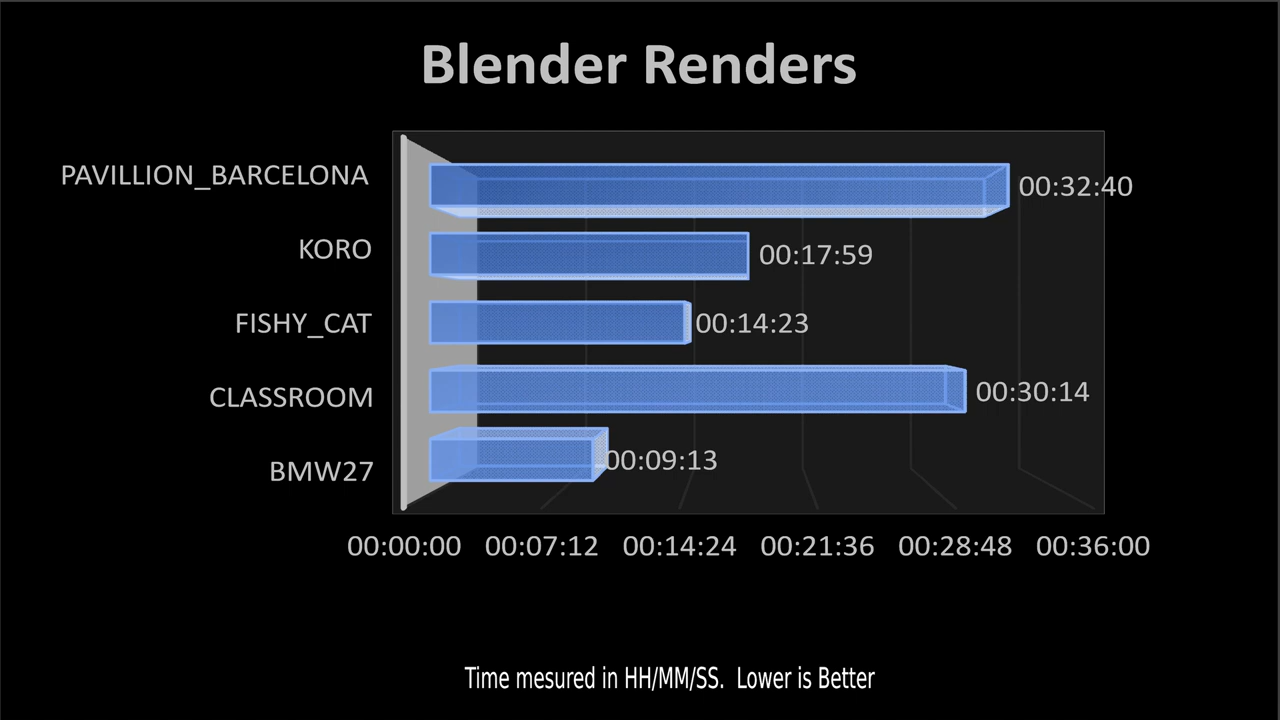 Blender Renders
PAVILLION_BARCELONA 00:32:40
KORO 00:17:59
FISHY_CAT 00:14:23
CLASSROOM 00:30:14
BMW27 00:09:13
00:00:00 00:07:12 00:14:24 00:21:36 00:28:48 00:36:00
Time mesured in HH/MM/SS. Lower is Better